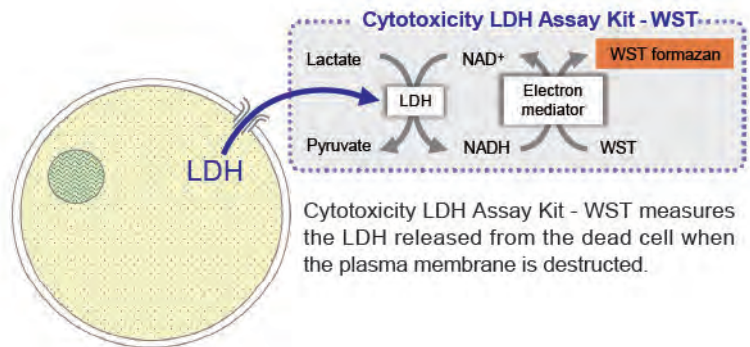 Cytotoxicity LDH Assay Kit - WST
Lactate
NAD+
WST formazan
LDH
Electron
mediator
Pyruvate
NADH
WST
LDH
Cytotoxicity LDH Assay Kit - WST measures
the LDH released from the dead cell when
the plasma membrane is destructed.